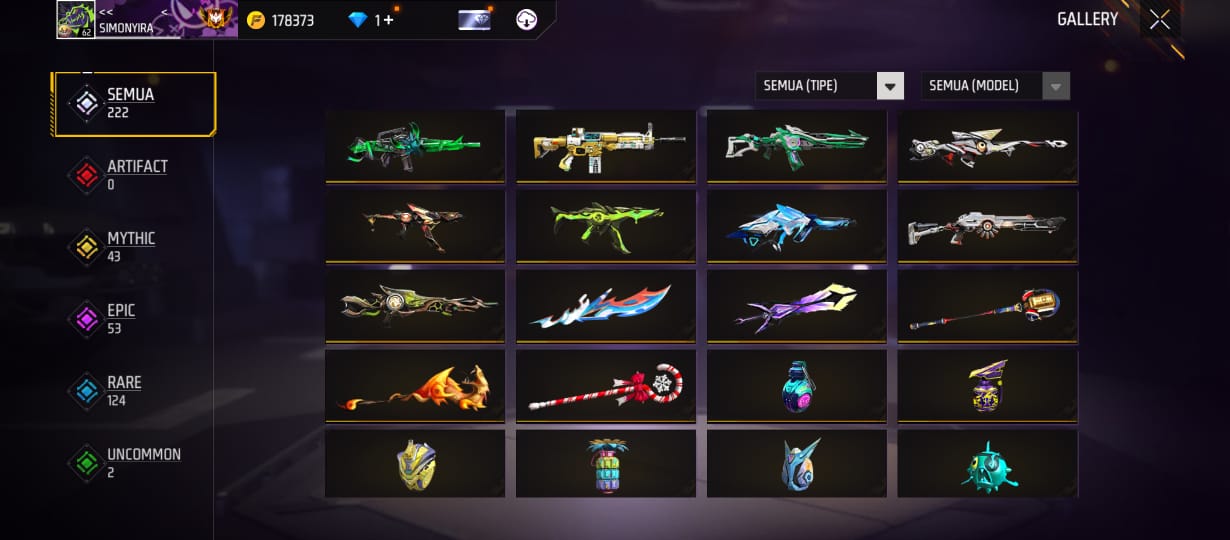 << <
SIMONYIRA
62
178373
1+
GALLERY
SEMUA (TIPE)
SEMUA (MODEL)
SEMUA
222
ARTIFACT
0
MYTHIC
43
EPIC
53
RARE
124
UNCOMMON
2